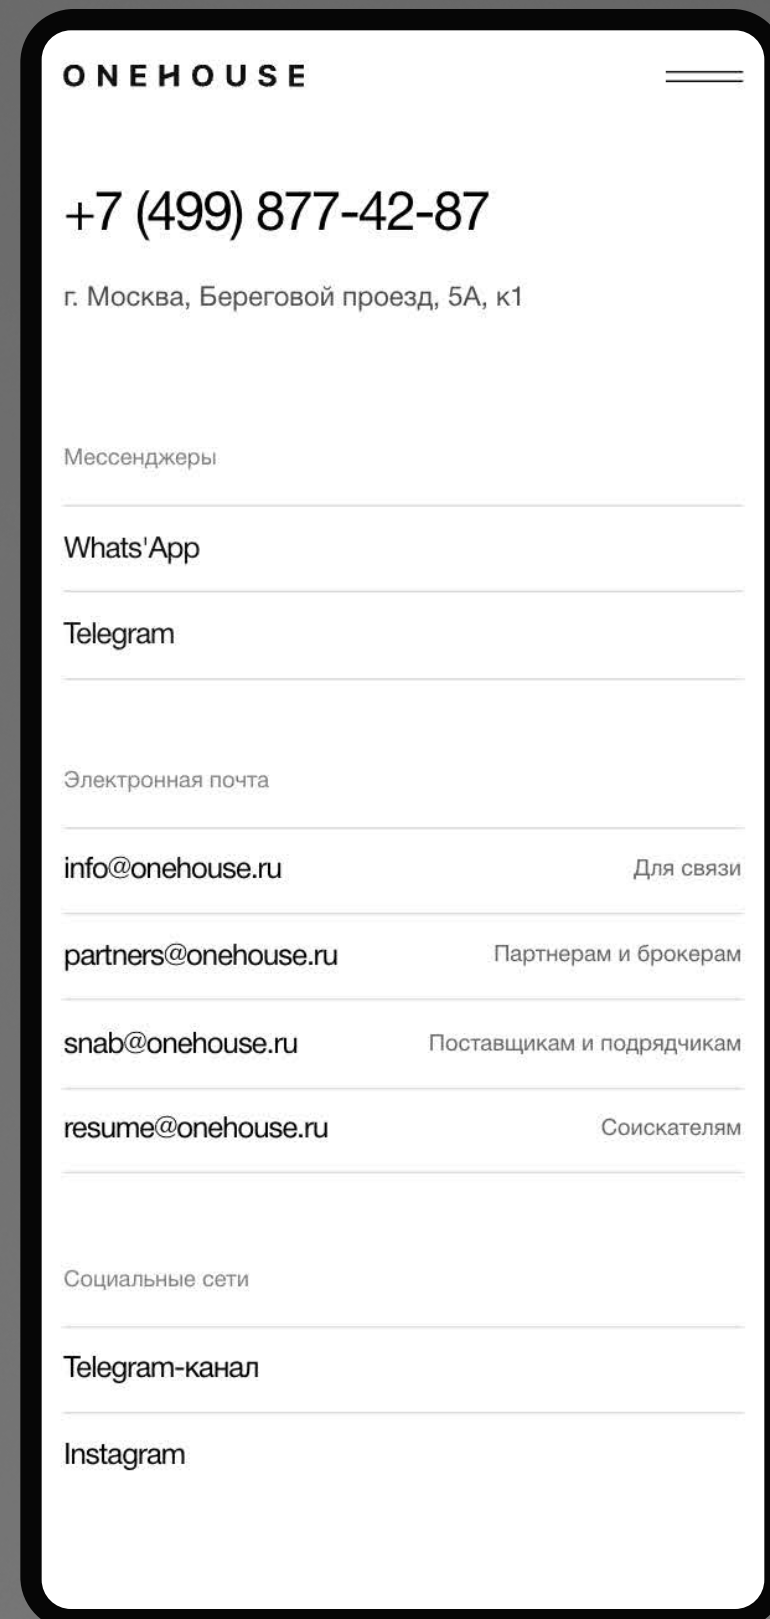 ONEHOUSE
+7 (499) 877-42-87
г. Москва, Береговой проезд, 5А, к1
Мессенджеры
Whats'App
Telegram
Электронная почта
info@onehouse.ru Для связи
partners@onehouse.ru Партнерам и брокерам
snab@onehouse.ru Поставщикам и подрядчикам
resume@onehouse.ru Соискателям
Социальные сети
Telegram-канал
Instagram